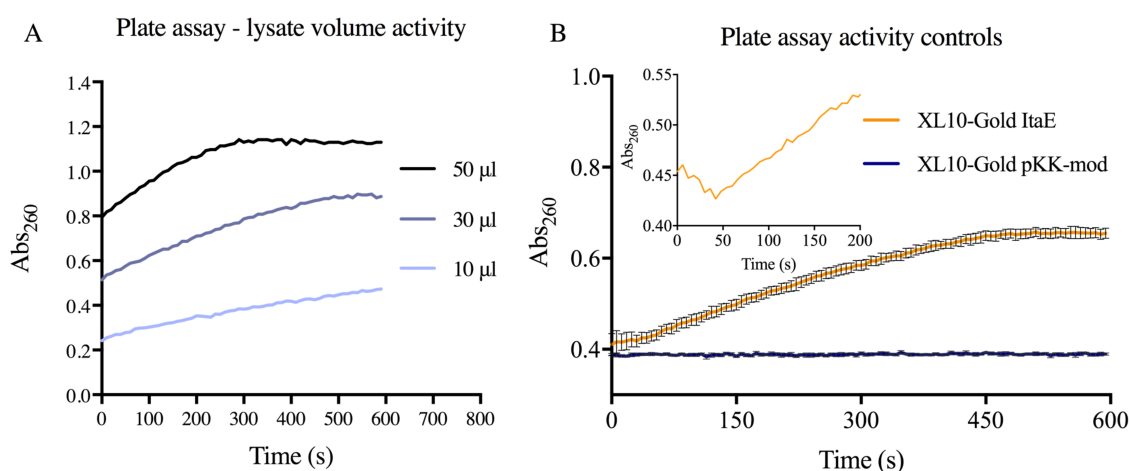 A
Plate assay - lysate volume activity
1.4
1.2
1.0
0.8
0.6
0.4
0.2
0.0
Abs260
0 100 200 300 400 500 600 700 800
Time (s)
50 µl
30 µl
10 µl
B
Plate assay activity controls
1.0
0.8
0.6
0.4
Abs260
0 150 300 450 600
Time (s)
0.55
0.50
0.45
0.40
Abs260
0 50 100 150 200
Time (s)
XL10-Gold ItaE
XL10-Gold pKK-mod